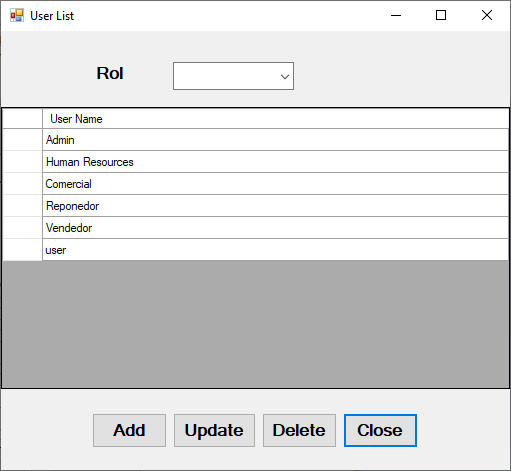 User List
Rol
User Name
Admin
Human Resources
Comercial
Reponedor
Vendedor
user
Add Update Delete Close